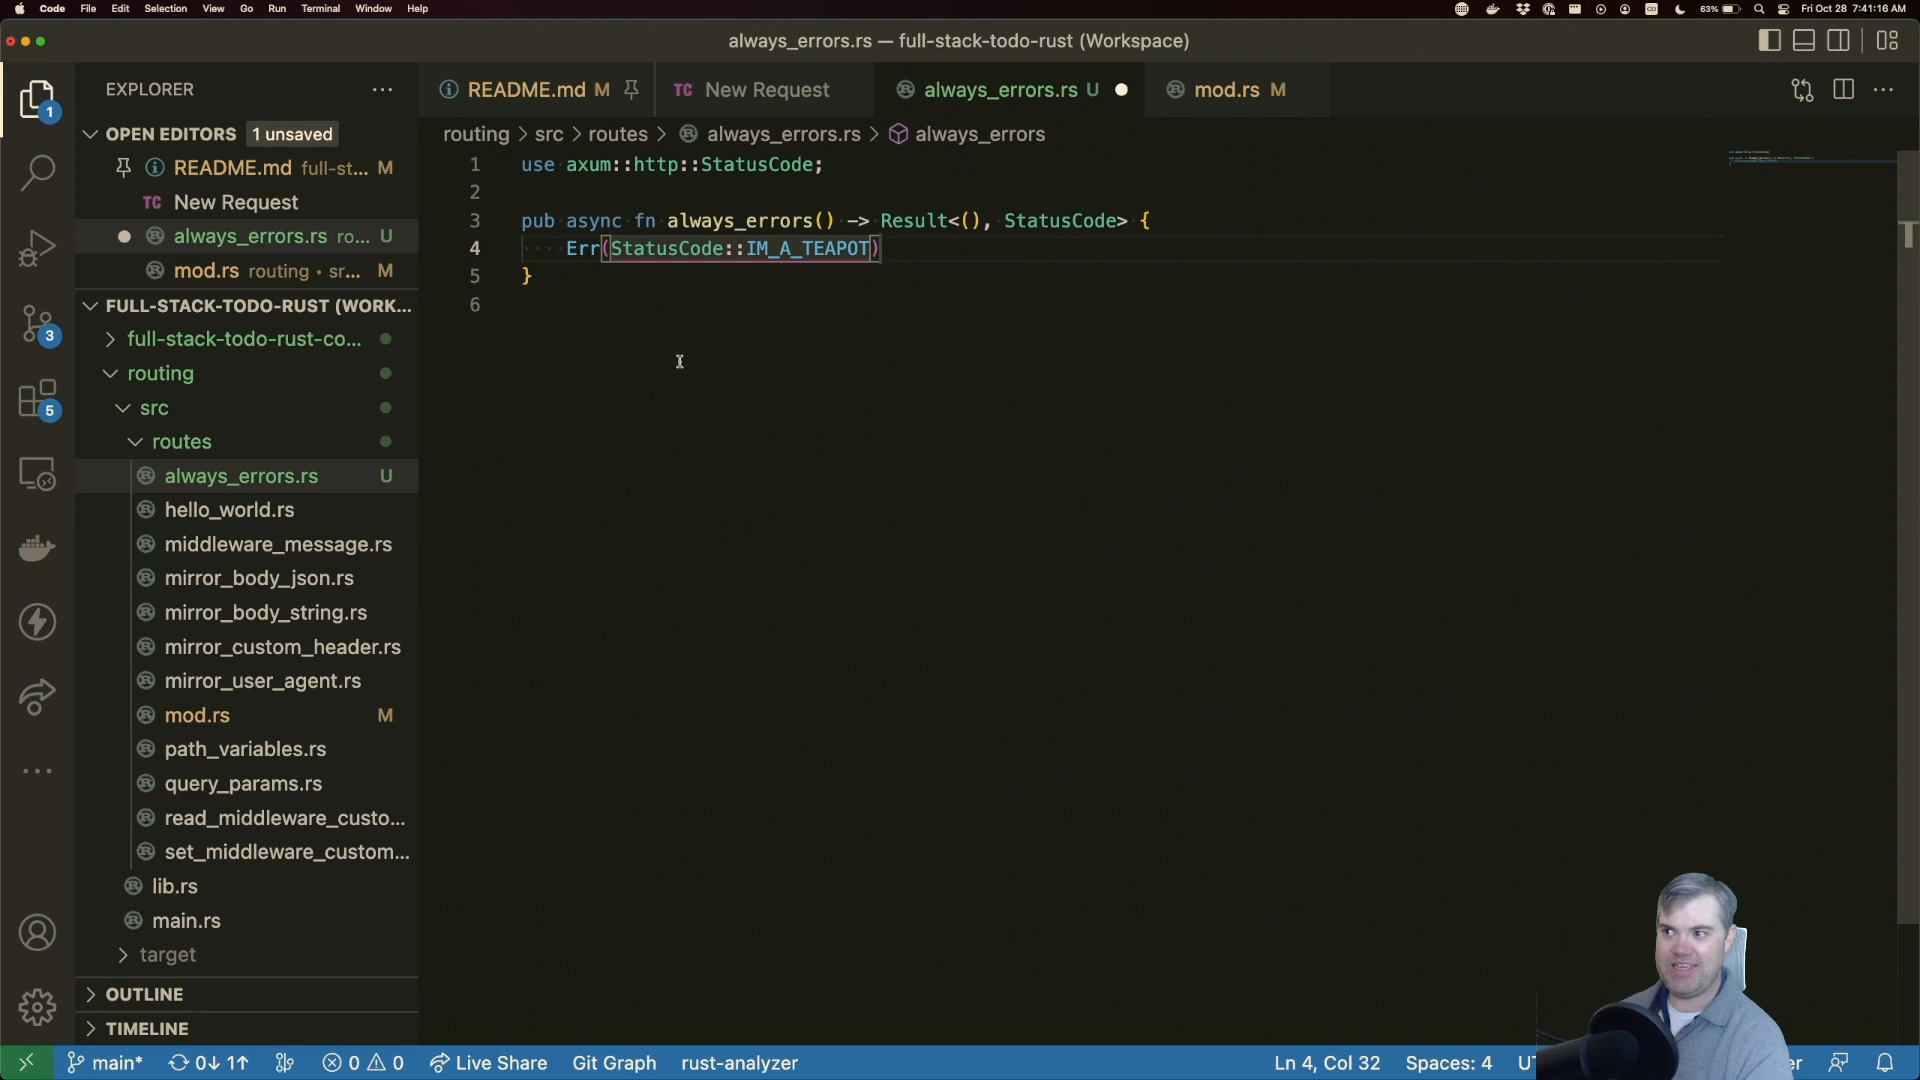 Code File Edit Selection View Go Run Terminal Window Help 63% Fri Oct 28 7:41:16 AM
always_errors.rs — full-stack-todo-rust (Workspace)
EXPLORER
README.md M
TC New Request
always_errors.rs U
mod.rs M
OPEN EDITORS 1 unsaved
routing > src > routes > always_errors.rs > always_errors
README.md full-st... M
TC New Request
always_errors.rs ro... U
mod.rs routing • sr... M
1 use axum::http::StatusCode;
2
3 pub async fn always_errors() -> Result<(), StatusCode> {
4 Err(StatusCode::IM_A_TEAPOT)
5 }
6
FULL-STACK-TODO-RUST (WORK...
full-stack-todo-rust-co...
routing
src
routes
always_errors.rs U
hello_world.rs
middleware_message.rs
mirror_body_json.rs
mirror_body_string.rs
mirror_custom_header.rs
mirror_user_agent.rs
mod.rs M
path_variables.rs
query_params.rs
read_middleware_custo...
set_middleware_custom...
lib.rs
main.rs
target
OUTLINE
TIMELINE
1
3
5
main* 0↓ 1↑ 0 0 Live Share Git Graph rust-analyzer Ln 4, Col 32 Spaces: 4